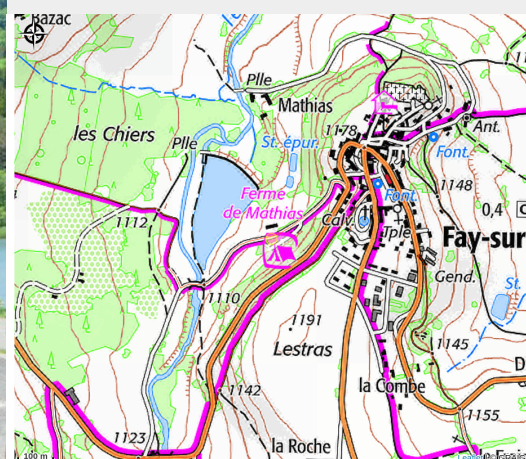 Bazac
Plle
Mathias
1178
Ant.
les Chiers
Plle
St. épur.
Font.
1148
Ferme
de Mathias
Font.
0,4
1112
Calv.
Tple
Fay-sur
Gend.
St.
1110
1191
Lestras
1145
la Combe
1142
1155
1123
la Roche
100 m